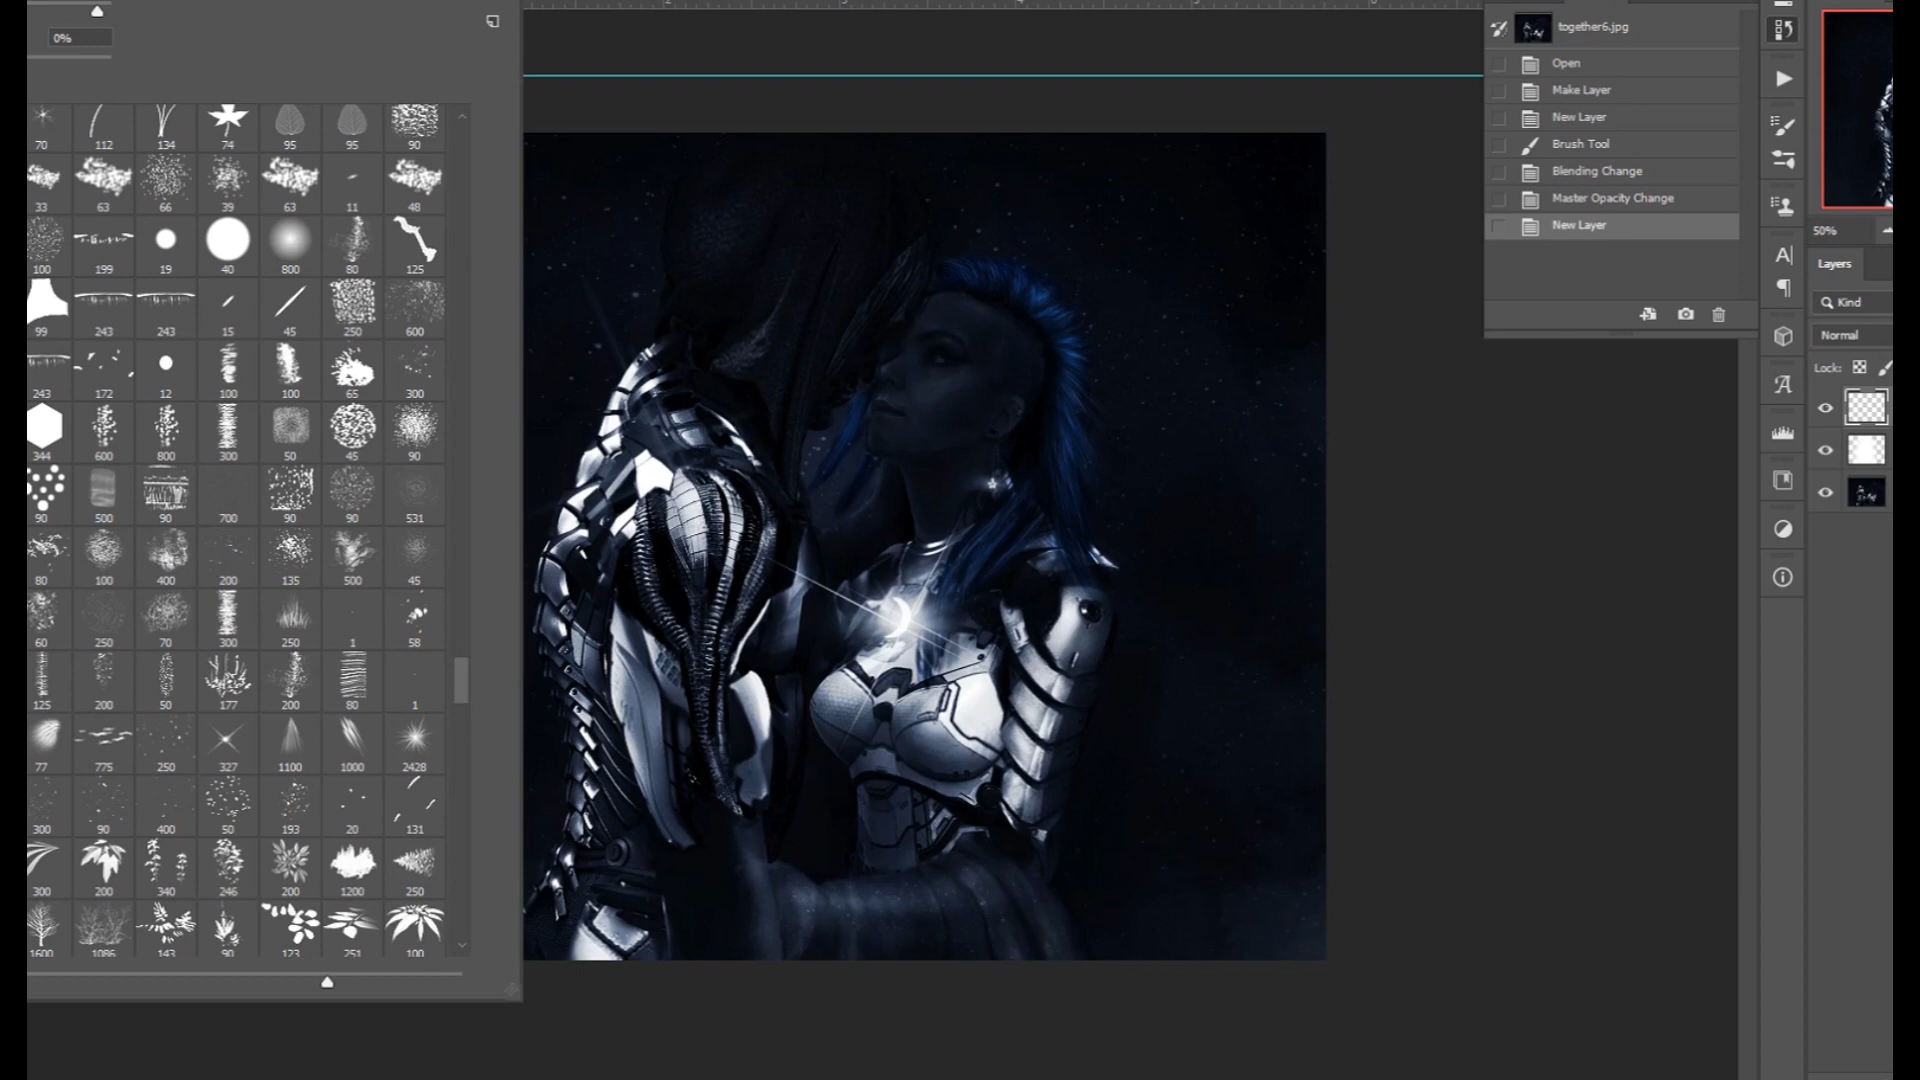 2
3
4
5
6
0%
70 112 134 74 95 95 90
33 63 66 39 63 11 48
100 199 19 40 800 80 125
99 243 243 15 45 250 600
243 172 12 100 100 65 300
344 600 800 300 50 45 90
90 500 90 700 90 90 531
80 100 400 200 135 500 45
60 250 70 300 250 1 58
125 200 50 177 200 80 1
77 775 250 327 1100 1000 2428
300 90 400 50 193 20 131
300 200 340 246 200 1200 250
1600 1086 143 90 123 251 100
together6.jpg
Open
Make Layer
New Layer
Brush Tool
Blending Change
Master Opacity Change
New Layer
50%
Layers
Kind
Normal
Lock: